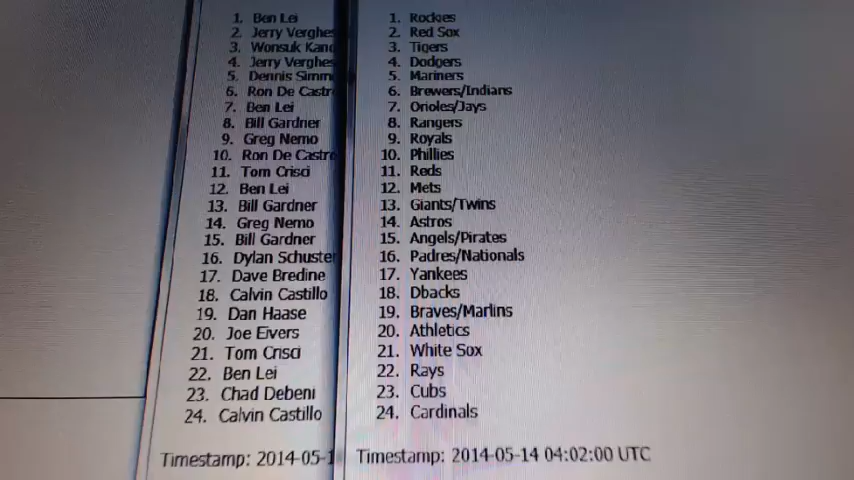 1. Ben Lei
2. Jerry Verghes
3. Wonsuk Kang
4. Jerry Verghes
5. Dennis Simm
6. Ron De Castr
7. Ben Lei
8. Bill Gardner
9. Greg Nemo
10. Ron De Castro
11. Tom Crisci
12. Ben Lei
13. Bill Gardner
14. Greg Nemo
15. Bill Gardner
16. Dylan Schuster
17. Dave Bredine
18. Calvin Castillo
19. Dan Haase
20. Joe Eivers
21. Tom Crisci
22. Ben Lei
23. Chad Debeni
24. Calvin Castillo
Timestamp: 2014-05-1
1. Rockies
2. Red Sox
3. Tigers
4. Dodgers
5. Mariners
6. Brewers/Indians
7. Orioles/Jays
8. Rangers
9. Royals
10. Phillies
11. Reds
12. Mets
13. Giants/Twins
14. Astros
15. Angels/Pirates
16. Padres/Nationals
17. Yankees
18. Dbacks
19. Braves/Marlins
20. Athletics
21. White Sox
22. Rays
23. Cubs
24. Cardinals
Timestamp: 2014-05-14 04:02:00 UTC